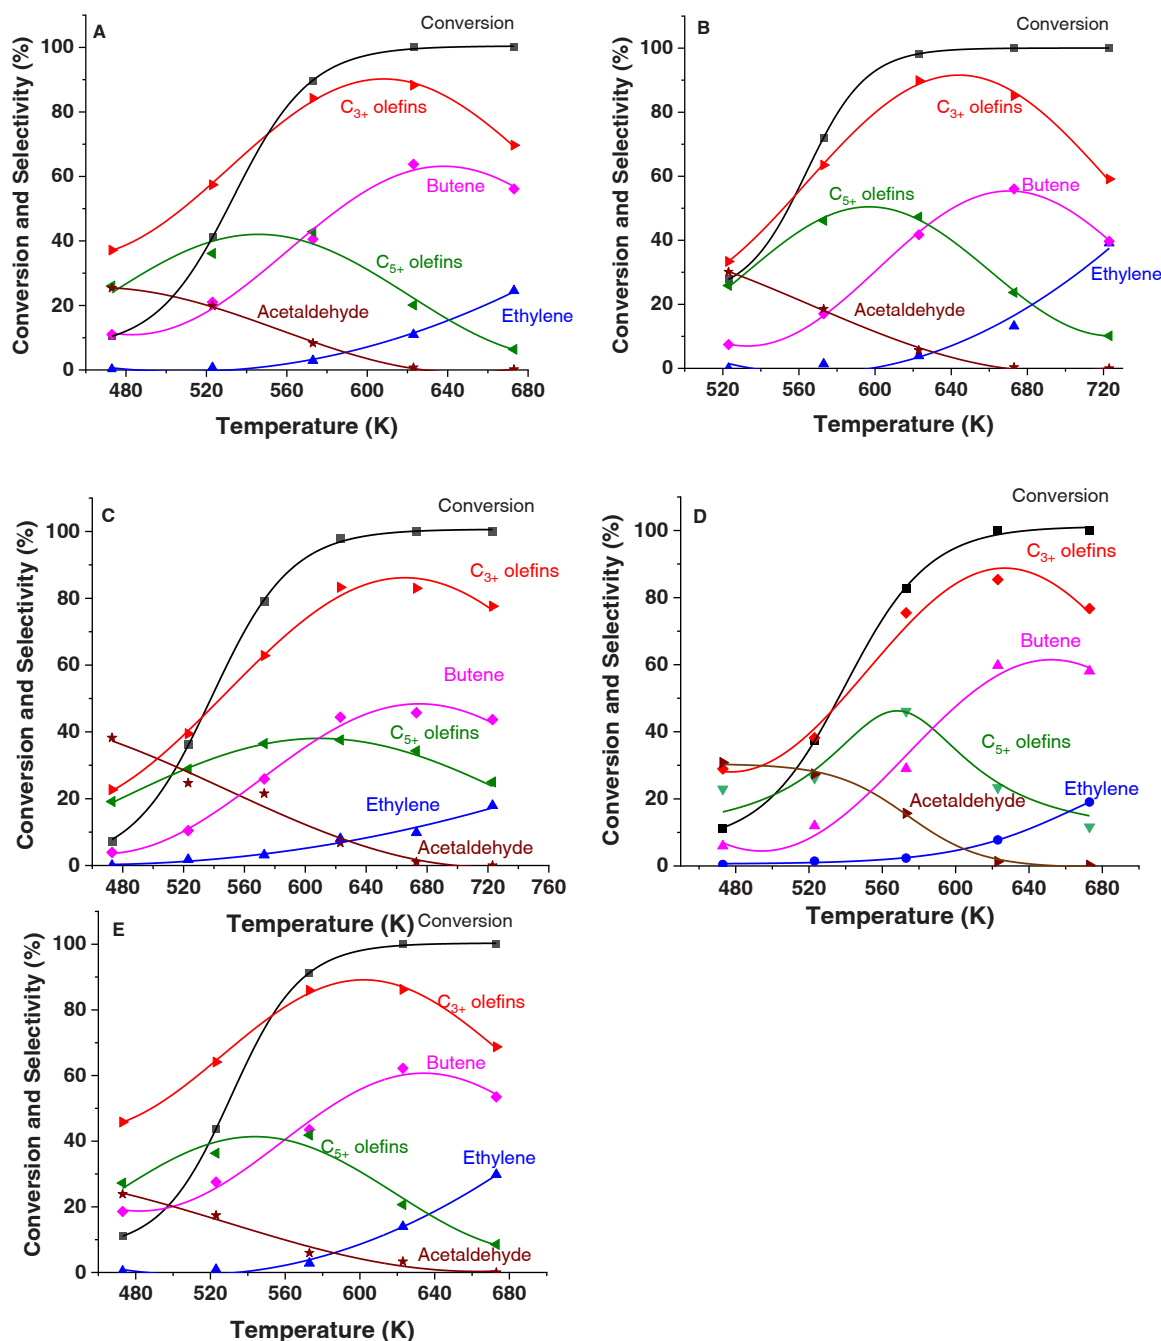 A
Conversion
100
80
60
40
20
0
C3+ olefins
Butene
C5+ olefins
Acetaldehyde
Ethylene
480 520 560 600 640 680
Temperature (K)
Conversion and Selectivity (%)
B
Conversion
100
80
60
40
20
0
C3+ olefins
Butene
C5+ olefins
Ethylene
Acetaldehyde
520 560 600 640 680 720
Temperature (K)
Conversion and Selectivity (%)
C
Conversion
100
80
60
40
20
0
C3+ olefins
Butene
C5+ olefins
Ethylene
Acetaldehyde
480 520 560 600 640 680 720 760
Temperature (K)
Conversion and Selectivity (%)
D
Conversion
100
80
60
40
20
0
C3+ olefins
Butene
C5+ olefins
Acetaldehyde
Ethylene
480 520 560 600 640 680
Temperature (K)
Conversion and Selectivity (%)
E
Conversion
100
80
60
40
20
0
C3+ olefins
Butene
C5+ olefins
Ethylene
Acetaldehyde
480 520 560 600 640 680
Temperature (K)
Conversion and Selectivity (%)